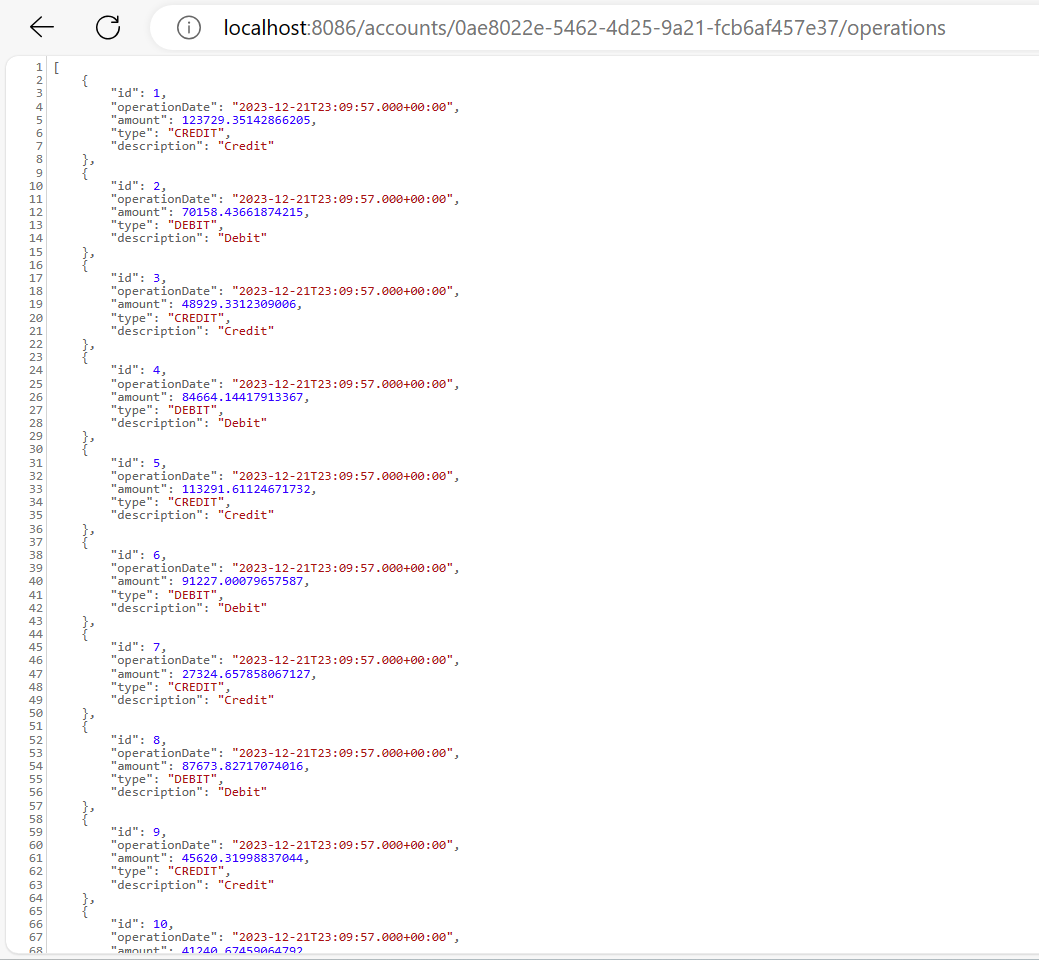 localhost:8086/accounts/0ae8022e-5462-4d25-9a21-fcb6af457e37/operations
1 [
2     {
3         "id": 1,
4         "operationDate": "2023-12-21T23:09:57.000+00:00",
5         "amount": 123729.35142866205,
6         "type": "CREDIT",
7         "description": "Credit"
8     },
9     {
10         "id": 2,
11         "operationDate": "2023-12-21T23:09:57.000+00:00",
12         "amount": 70158.43661874215,
13         "type": "DEBIT",
14         "description": "Debit"
15     },
16     {
17         "id": 3,
18         "operationDate": "2023-12-21T23:09:57.000+00:00",
19         "amount": 48929.3312309006,
20         "type": "CREDIT",
21         "description": "Credit"
22     },
23     {
24         "id": 4,
25         "operationDate": "2023-12-21T23:09:57.000+00:00",
26         "amount": 84664.14417913367,
27         "type": "DEBIT",
28         "description": "Debit"
29     },
30     {
31         "id": 5,
32         "operationDate": "2023-12-21T23:09:57.000+00:00",
33         "amount": 113291.61124671732,
34         "type": "CREDIT",
35         "description": "Credit"
36     },
37     {
38         "id": 6,
39         "operationDate": "2023-12-21T23:09:57.000+00:00",
40         "amount": 91227.00079657587,
41         "type": "DEBIT",
42         "description": "Debit"
43     },
44     {
45         "id": 7,
46         "operationDate": "2023-12-21T23:09:57.000+00:00",
47         "amount": 27324.657858067127,
48         "type": "CREDIT",
49         "description": "Credit"
50     },
51     {
52         "id": 8,
53         "operationDate": "2023-12-21T23:09:57.000+00:00",
54         "amount": 87673.82717074016,
55         "type": "DEBIT",
56         "description": "Debit"
57     },
58     {
59         "id": 9,
60         "operationDate": "2023-12-21T23:09:57.000+00:00",
61         "amount": 45620.31998837044,
62         "type": "CREDIT",
63         "description": "Credit"
64     },
65     {
66         "id": 10,
67         "operationDate": "2023-12-21T23:09:57.000+00:00",
68         "amount": 41240.67459064792